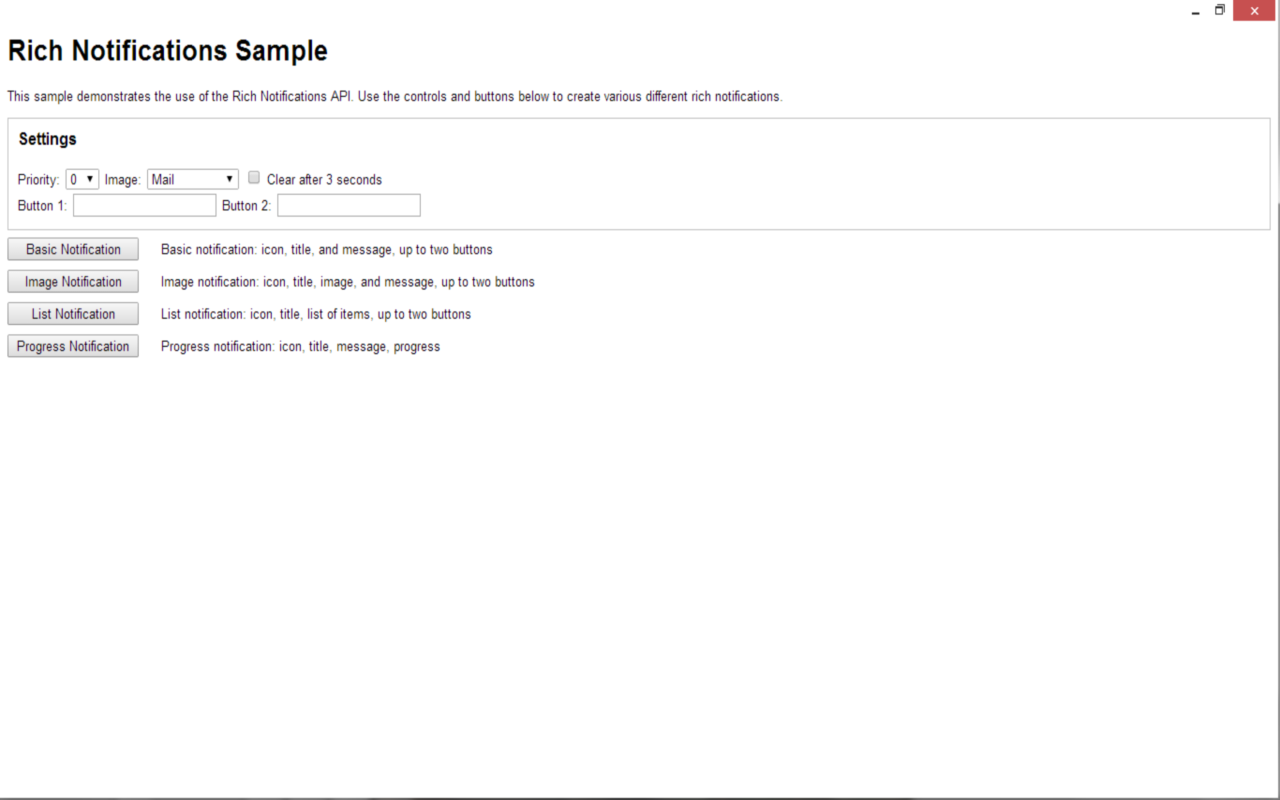 Rich Notifications Sample
This sample demonstrates the use of the Rich Notifications API. Use the controls and buttons below to create various different rich notifications.
Settings
Priority: 0 Image: Mail Clear after 3 seconds
Button 1: Button 2:
Basic Notification Basic notification: icon, title, and message, up to two buttons
Image Notification Image notification: icon, title, image, and message, up to two buttons
List Notification List notification: icon, title, list of items, up to two buttons
Progress Notification Progress notification: icon, title, message, progress